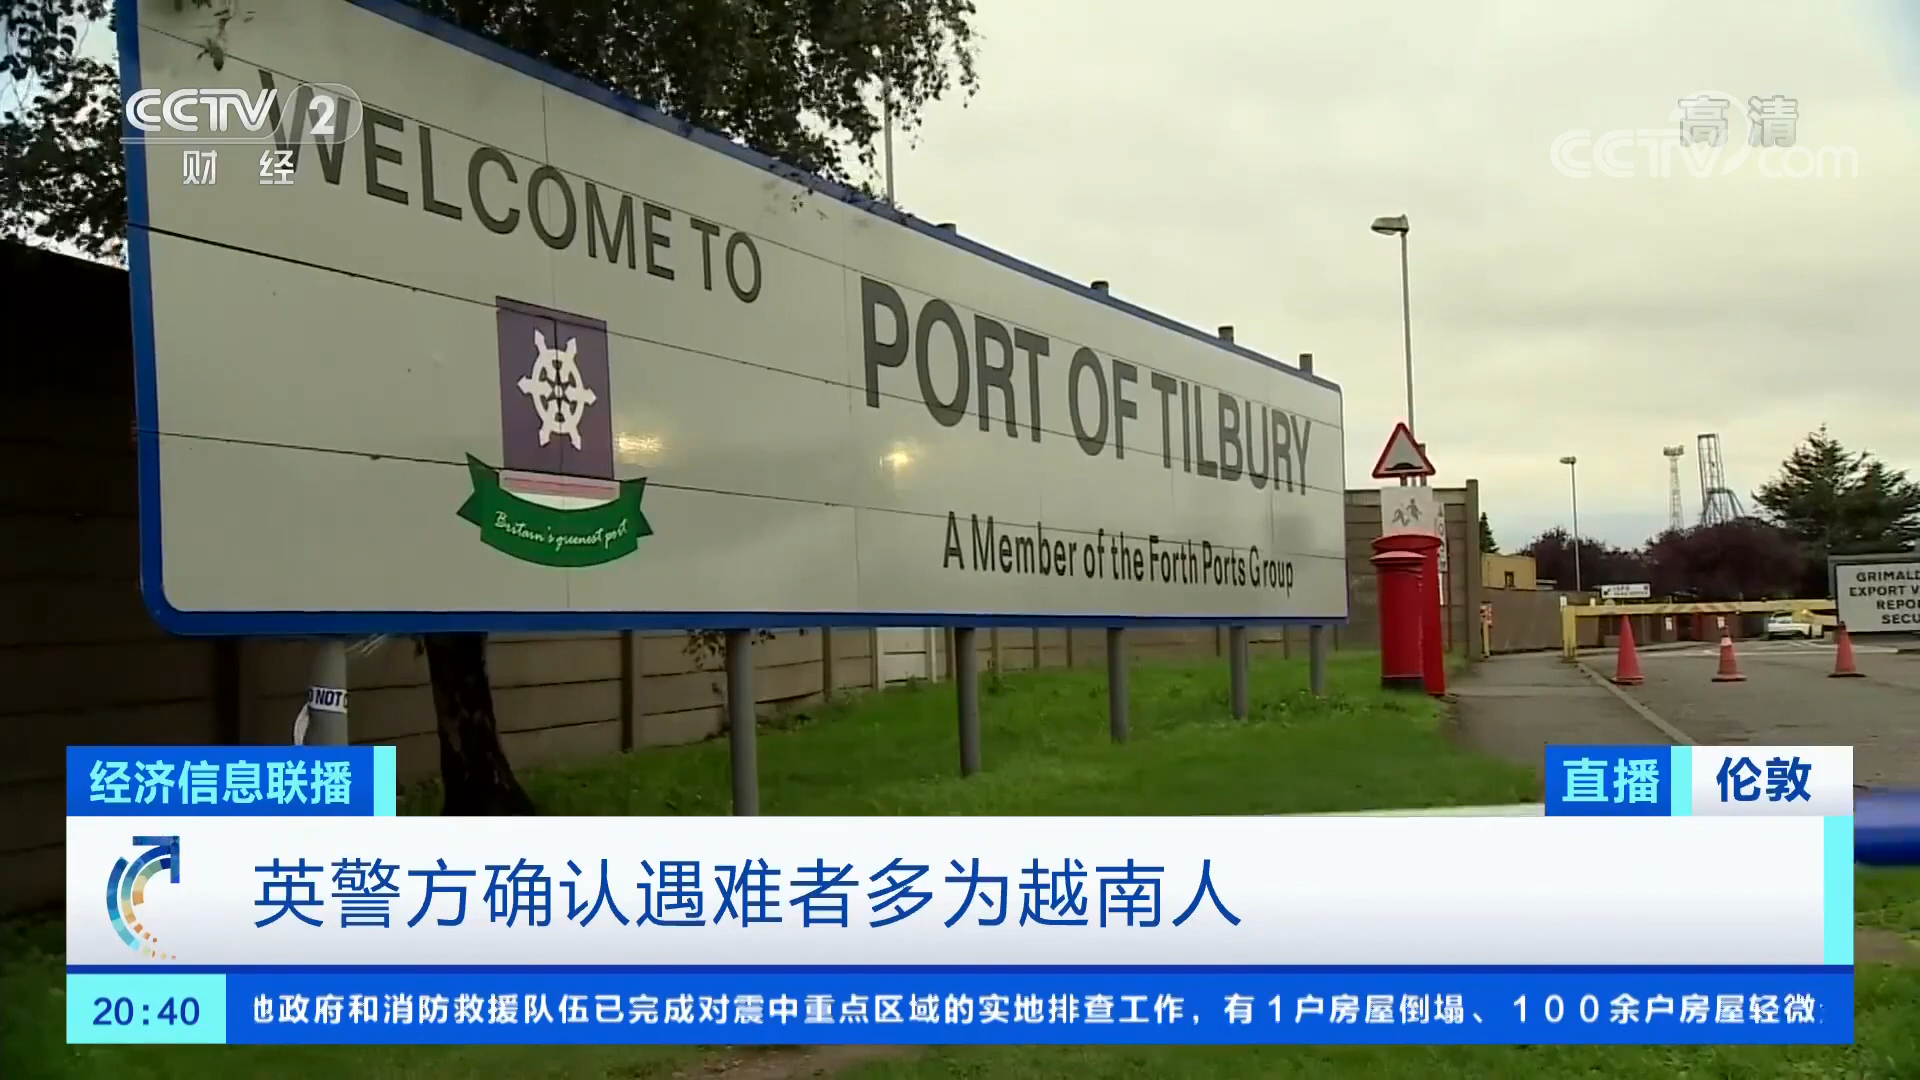 CCTV 2
财 经
高清
CCTV.com
WELCOME TO
PORT OF TILBURY
Britain's greenest port
A Member of the Forth Ports Group
GRIMALD
EXPORT V
REPO
SECU
NOT
经济信息联播
直播 伦敦
英警方确认遇难者多为越南人
20:40
地政府和消防救援队伍已完成对震中重点区域的实地排查工作，有1户房屋倒塌、100余户房屋轻微